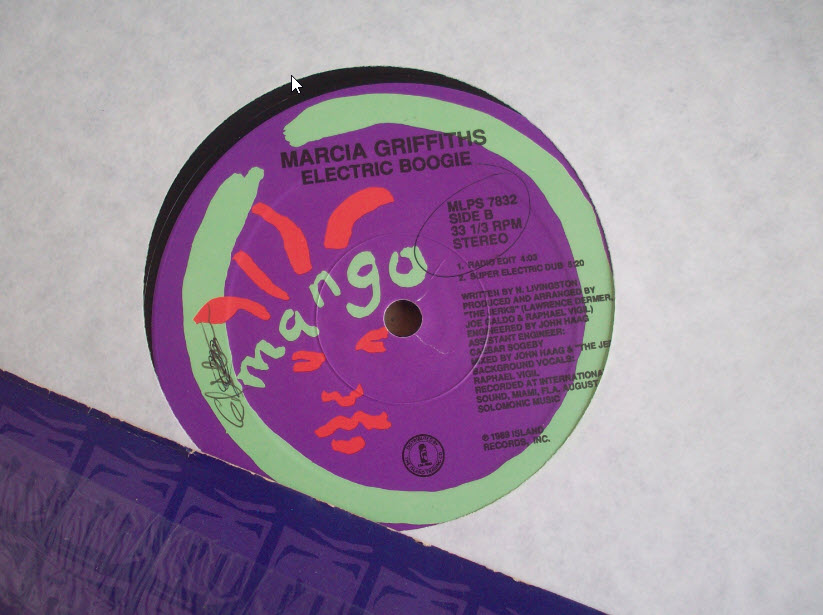 MARCIA GRIFFITHS
ELECTRIC BOOGIE
MLPS 7832
SIDE B
33 1/3 RPM
STEREO
mango
1. RADIO EDIT 4:03
2. SUPER ELECTRIC DUB 5:20
WRITTEN BY N. LIVINGSTON
PRODUCED AND ARRANGED BY
"THE JERKS" (LAWRENCE DERMER,
JOE GALDO & RAPHAEL VIGIL)
ENGINEERED BY JOHN HAAG
ASSISTANT ENGINEER:
CAESAR SOGEBY
MIXED BY JOHN HAAG & "THE JE
BACKGROUND VOCALS:
RAPHAEL VIGIL
RECORDED AT INTERNATIONA
SOUND, MIAMI, FLA, AUGUST
SOLOMONIC MUSIC
© 1989 ISLAND
RECORDS, INC.